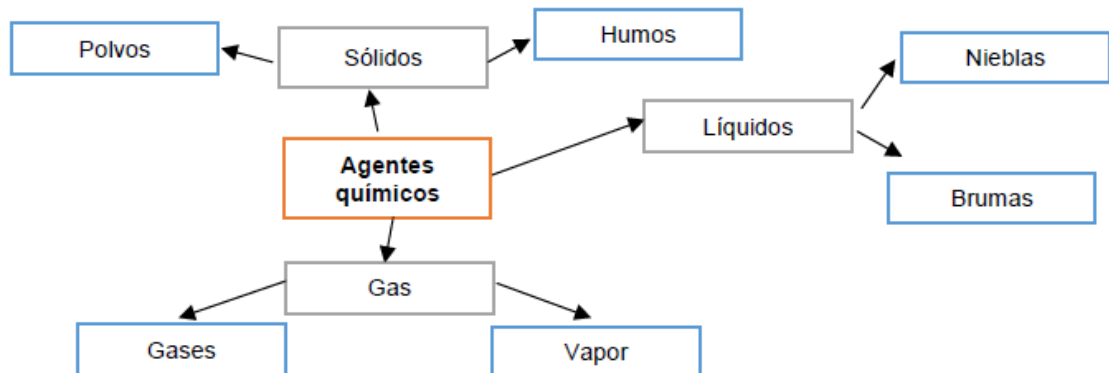 Polvos
Sólidos
Humos
Nieblas
Líquidos
Agentes
químicos
Brumas
Gas
Gases
Vapor